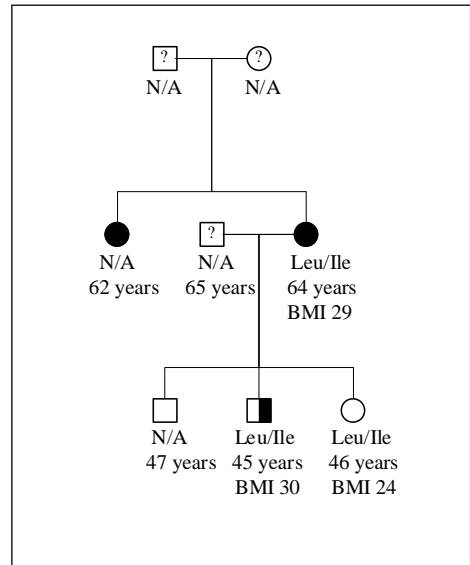 ? ?
N/A N/A
?
N/A N/A Leu/Ile
62 years 65 years 64 years
BMI 29
N/A Leu/Ile Leu/Ile
47 years 45 years 46 years
BMI 30 BMI 24